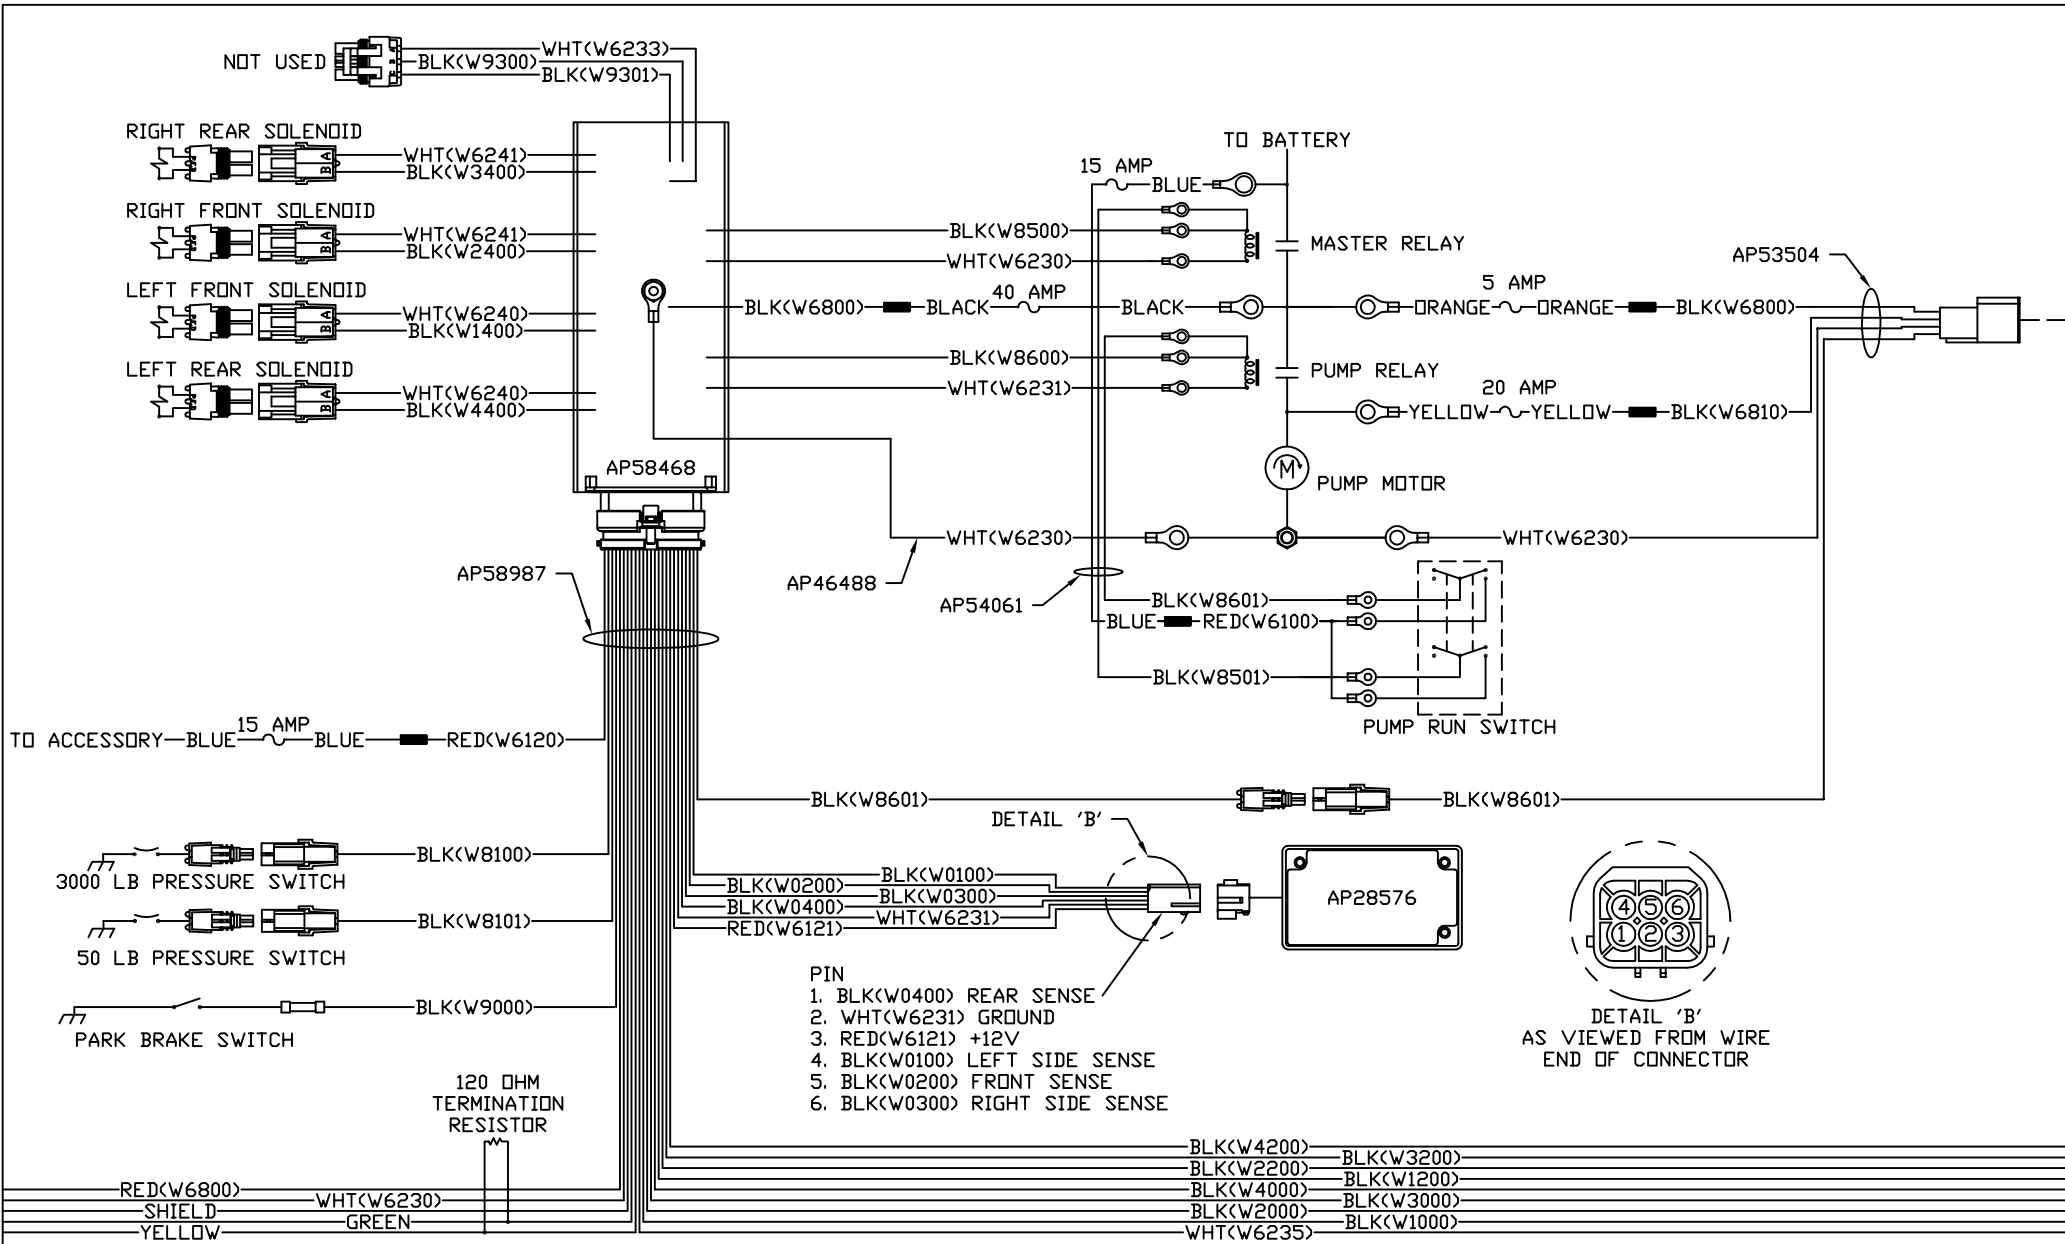 NOT USED
WHT(W6233)
BLK(W9300)
BLK(W9301)
RIGHT REAR SOLENOID
A
B
WHT(W6241)
BLK(W3400)
RIGHT FRONT SOLENOID
A
B
WHT(W6241)
BLK(W2400)
LEFT FRONT SOLENOID
A
B
WHT(W6240)
BLK(W1400)
LEFT REAR SOLENOID
A
B
WHT(W6240)
BLK(W4400)
AP58468
TO BATTERY
15 AMP
BLUE
BLK(W8500)
WHT(W6230)
MASTER RELAY
BLK(W6800)
BLACK
40 AMP
BLACK
5 AMP
ORANGE
ORANGE
BLK(W6800)
AP53504
BLK(W8600)
WHT(W6231)
PUMP RELAY
20 AMP
YELLOW
YELLOW
BLK(W6810)
M
PUMP MOTOR
WHT(W6230)
WHT(W6230)
AP58987
AP46488
AP54061
BLK(W8601)
BLUE
RED(W6100)
BLK(W8501)
PUMP RUN SWITCH
TO ACCESSORY
BLUE
15 AMP
BLUE
RED(W6120)
BLK(W8601)
BLK(W8601)
DETAIL 'B'
BLK(W8100)
3000 LB PRESSURE SWITCH
BLK(W8101)
50 LB PRESSURE SWITCH
BLK(W9000)
PARK BRAKE SWITCH
BLK(W0100)
BLK(W0200)
BLK(W0300)
BLK(W0400)
WHT(W6231)
RED(W6121)
AP28576
4 5 6
1 2 3
PIN
1. BLK(W0400) REAR SENSE
2. WHT(W6231) GROUND
3. RED(W6121) +12V
4. BLK(W0100) LEFT SIDE SENSE
5. BLK(W0200) FRONT SENSE
6. BLK(W0300) RIGHT SIDE SENSE
DETAIL 'B'
AS VIEWED FROM WIRE
END OF CONNECTOR
120 OHM
TERMINATION
RESISTOR
RED(W6800)
WHT(W6230)
SHIELD
GREEN
YELLOW
BLK(W4200)
BLK(W3200)
BLK(W2200)
BLK(W1200)
BLK(W4000)
BLK(W3000)
BLK(W2000)
BLK(W1000)
WHT(W6235)